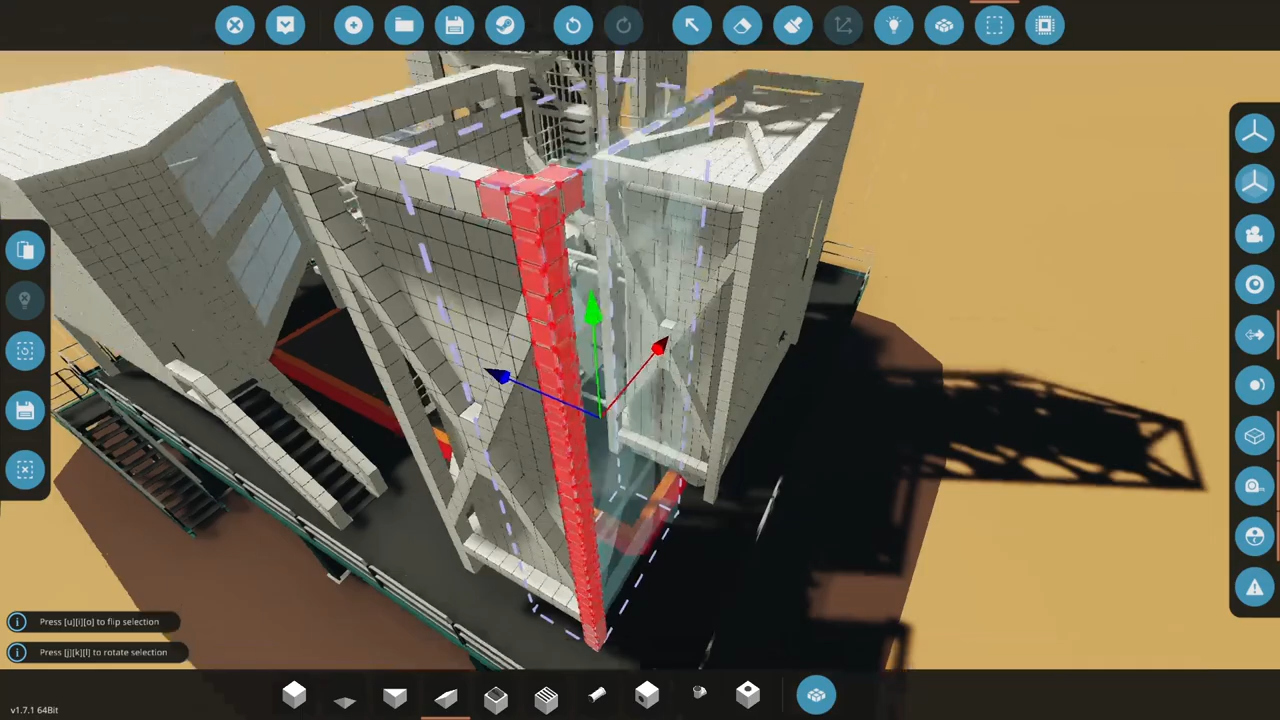 Press [u][i][o] to flip selection
Press [j][k][l] to rotate selection
v1.7.1 64Bit